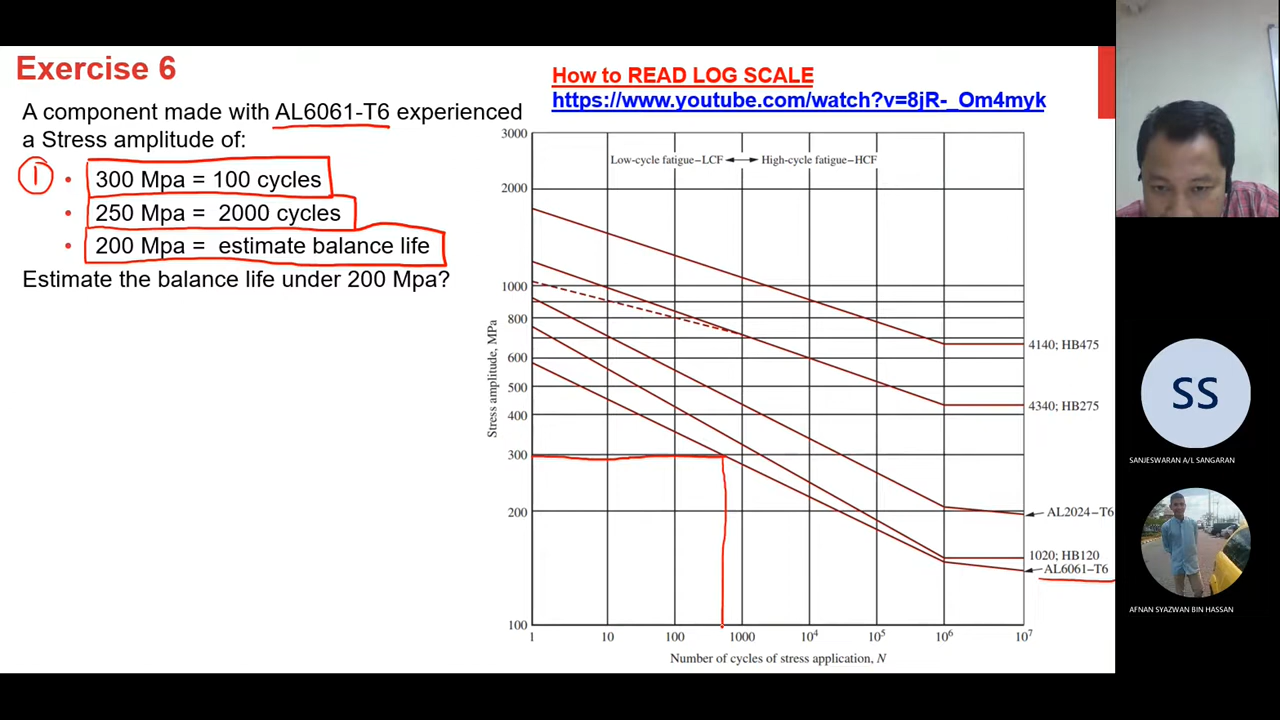 Exercise 6
How to READ LOG SCALE
https://www.youtube.com/watch?v=8jR-_Om4myk
A component made with AL6061-T6 experienced
a Stress amplitude of:
1
• 300 Mpa = 100 cycles
• 250 Mpa = 2000 cycles
• 200 Mpa = estimate balance life
Estimate the balance life under 200 Mpa?
Low-cycle fatigue–LCF
High-cycle fatigue–HCF
3000
2000
1000
800
600
500
400
300
200
100
Stress amplitude, MPa
4140; HB475
4340; HB275
AL2024–T6
1020; HB120
AL6061–T6
1 10 100 1000 10⁴ 10⁵ 10⁶ 10⁷
Number of cycles of stress application, N
SS
SANJESWARAN A/L SANGARAN
AFNAN SYAZWAN BIN HASSAN